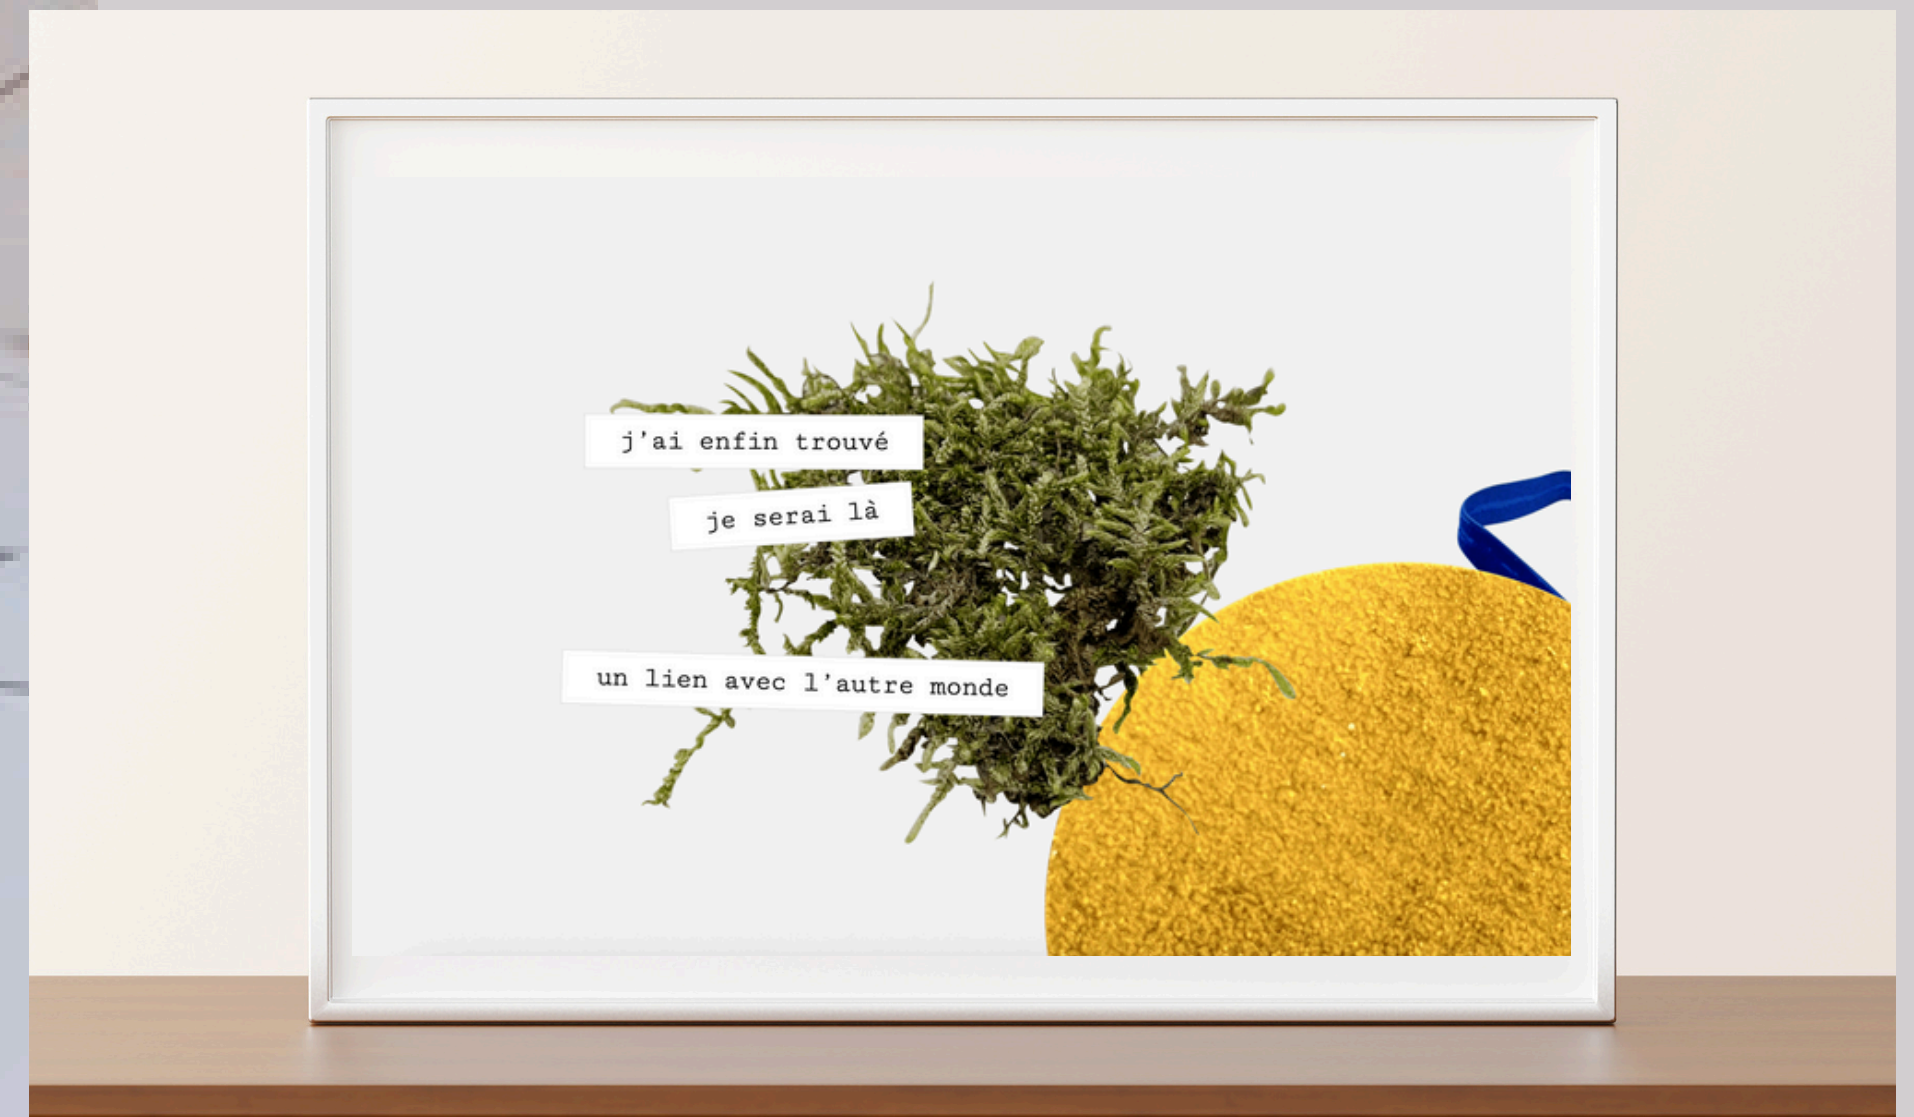 j’ai enfin trouvé
je serai là
un lien avec l’autre monde